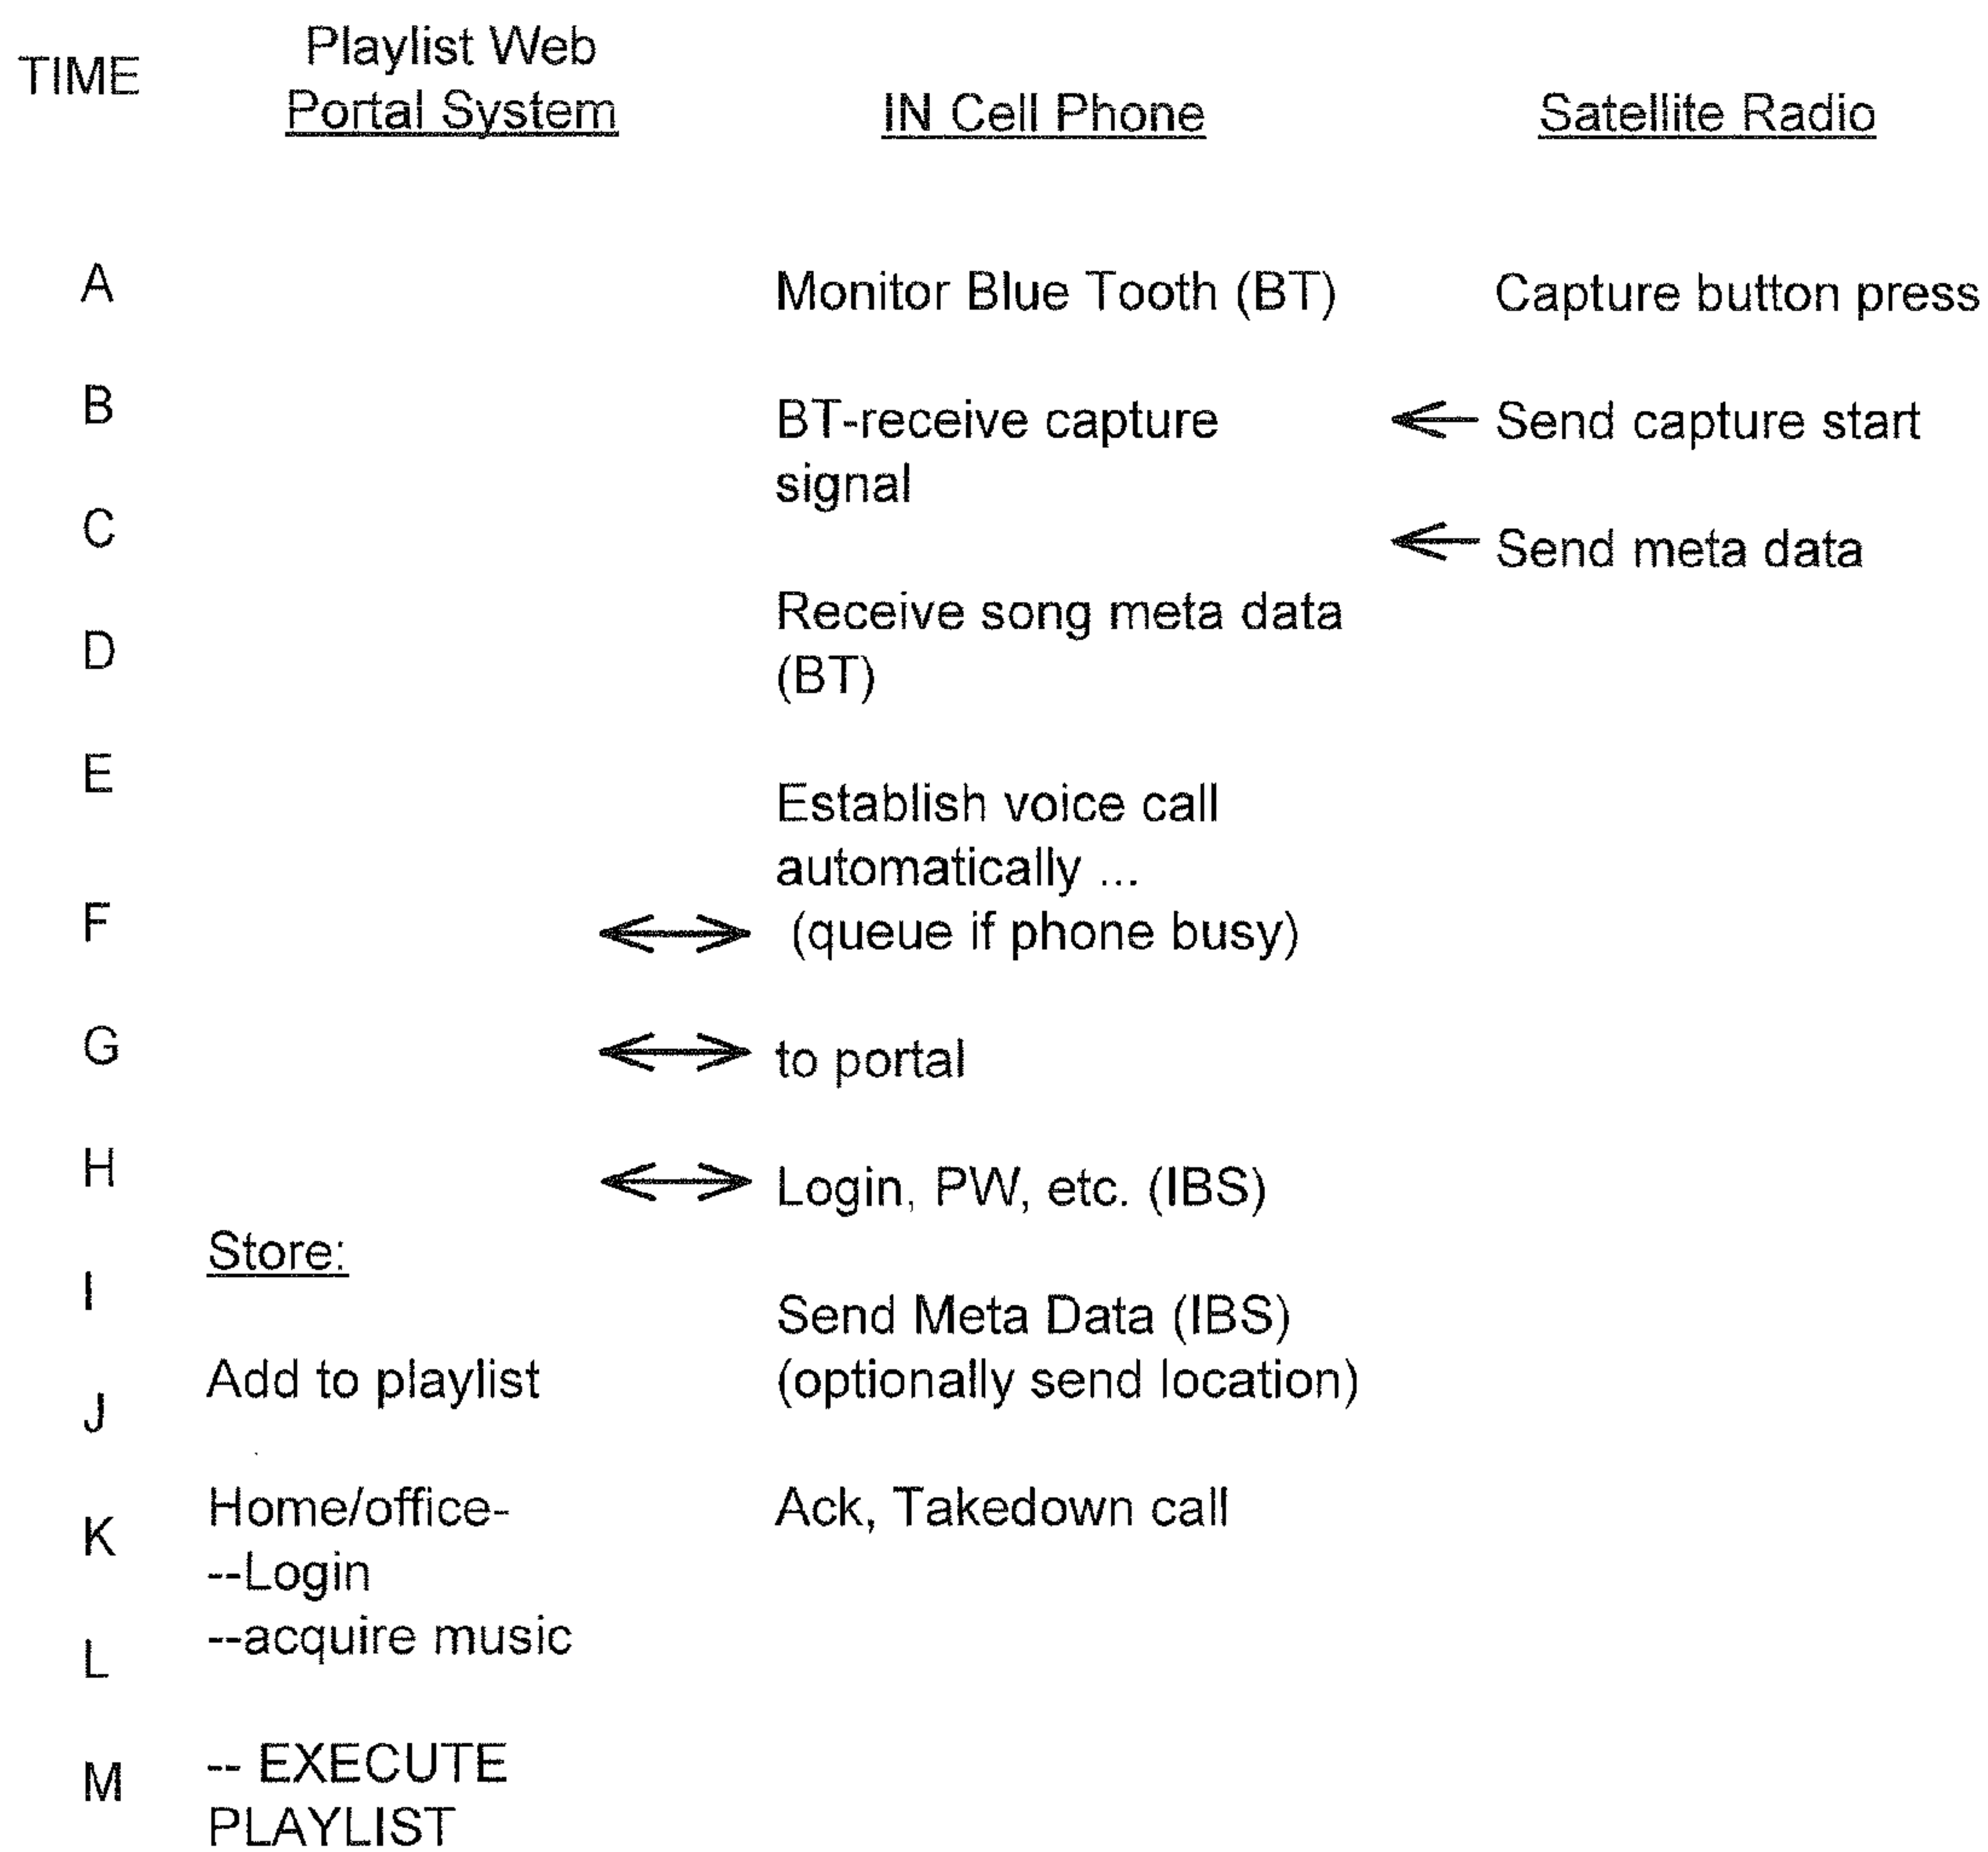 TIME
Playlist Web
Portal System
IN Cell Phone
Satellite Radio
A
Monitor Blue Tooth (BT)
Capture button press
B
BT-receive capture
signal
Send capture start
C
Send meta data
Receive song meta data
(BT)
D
E
Establish voice call
automatically ...
F
(queue if phone busy)
G
to portal
H
Login, PW, etc. (IBS)
Store:
I
Send Meta Data (IBS)
Add to playlist
(optionally send location)
J
Home/office-
Ack, Takedown call
K
--Login
--acquire music
L
-- EXECUTE
M
PLAYLIST